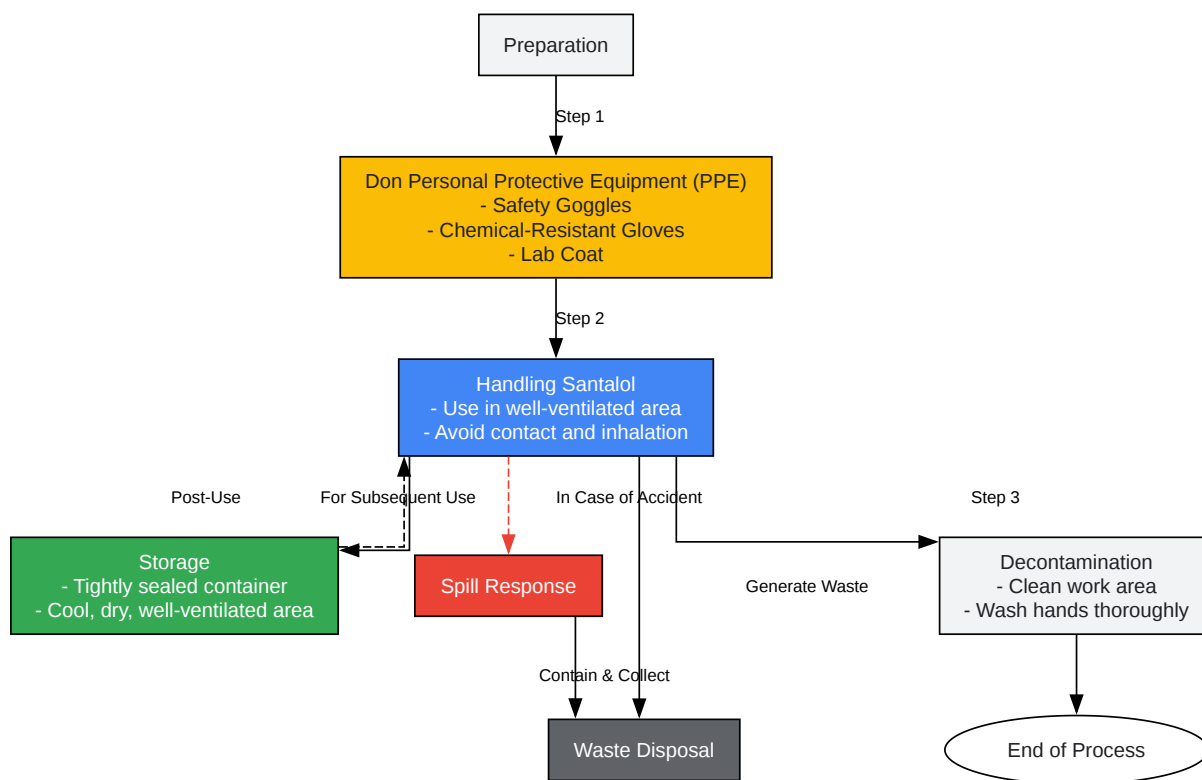 Preparation
Step 1
Don Personal Protective Equipment (PPE)
- Safety Goggles
- Chemical-Resistant Gloves
- Lab Coat
Step 2
Handling Santalol
- Use in well-ventilated area
- Avoid contact and inhalation
Post-Use
For Subsequent Use
In Case of Accident
Step 3
Storage
- Tightly sealed container
- Cool, dry, well-ventilated area
Spill Response
Generate Waste
Decontamination
- Clean work area
- Wash hands thoroughly
Contain & Collect
Waste Disposal
End of Process